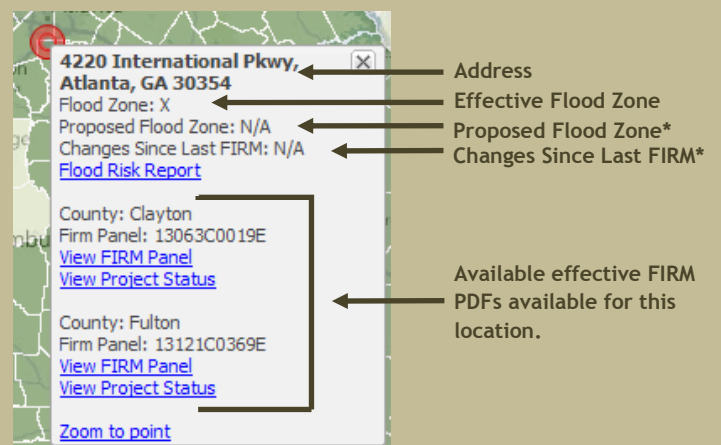 4220 International Pkwy,
Atlanta, GA 30354
Flood Zone: X
Proposed Flood Zone: N/A
Changes Since Last FIRM: N/A
Flood Risk Report
County: Clayton
Firm Panel: 13063C0019E
View FIRM Panel
View Project Status
County: Fulton
Firm Panel: 13121C0369E
View FIRM Panel
View Project Status
Zoom to point
Address
Effective Flood Zone
Proposed Flood Zone*
Changes Since Last FIRM*
Available effective FIRM
PDFs available for this
location.